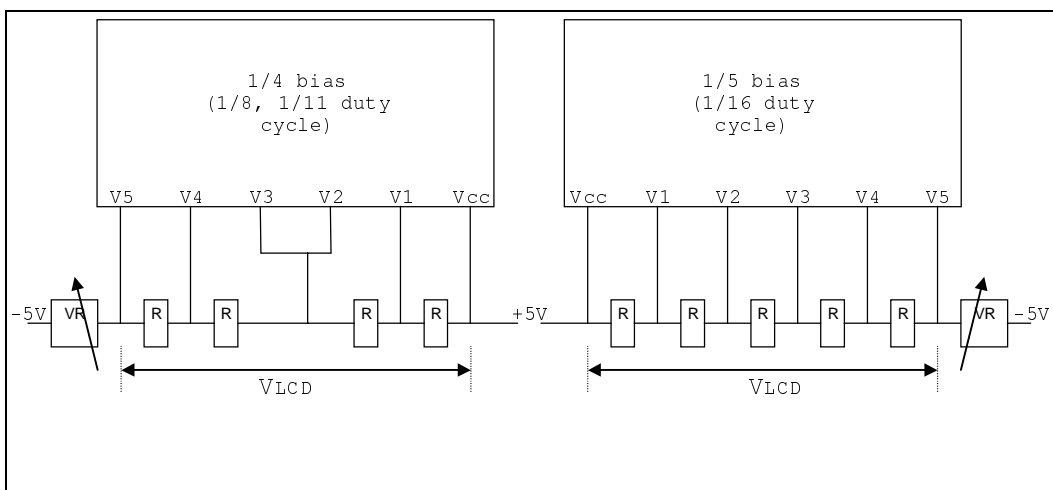 1/4 bias
(1/8, 1/11 duty
cycle)
V5 V4 V3 V2 V1 Vcc
1/5 bias
(1/16 duty
cycle)
Vcc V1 V2 V3 V4 V5
-5V VR R R R R +5V R R R R R VR -5V
VLCD VLCD